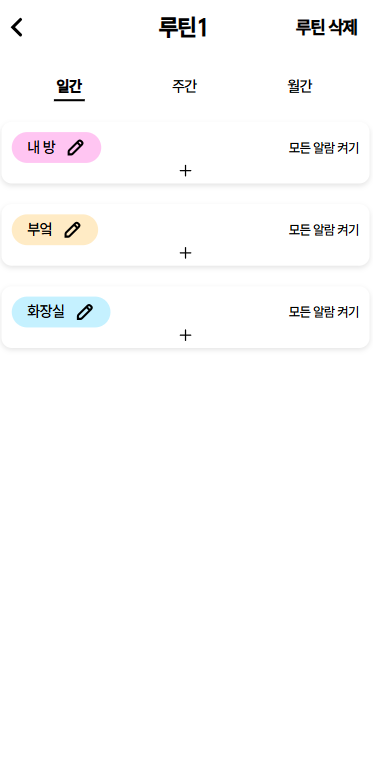 루틴1 루틴 삭제
일간 주간 월간
내 방 모든 알람 켜기
+
부엌 모든 알람 켜기
+
화장실 모든 알람 켜기
+